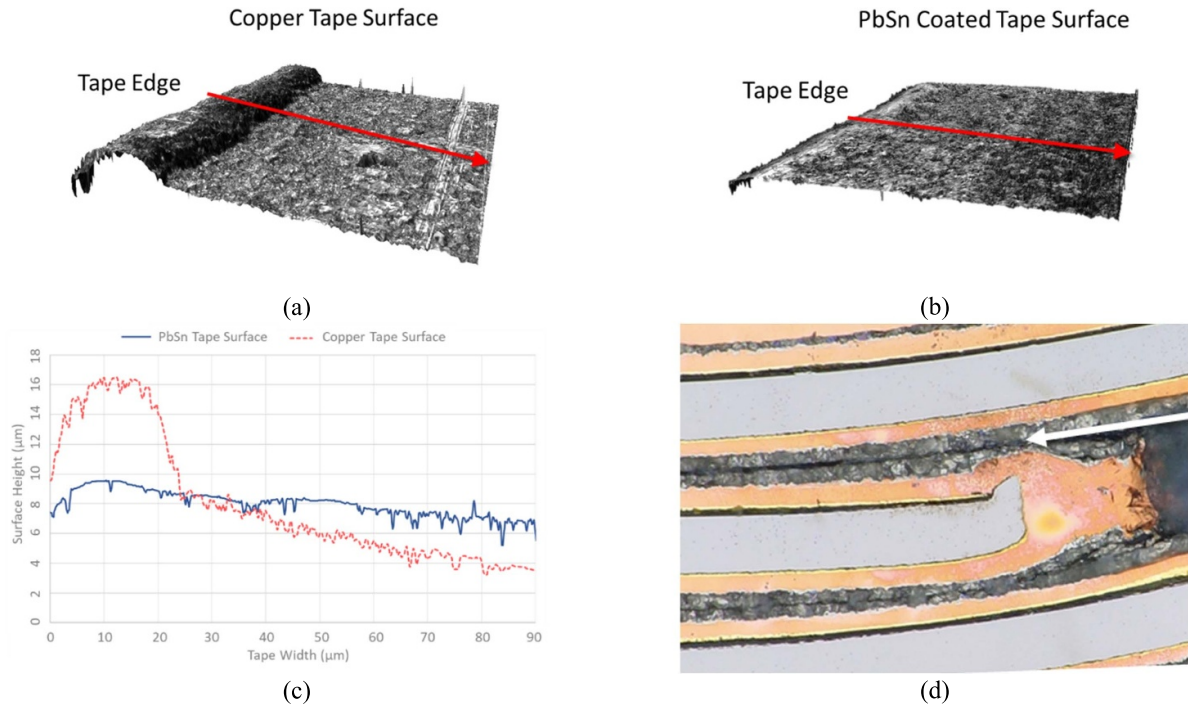 Copper Tape Surface
PbSn Coated Tape Surface
Tape Edge
Tape Edge
(a)
(b)
PbSn Tape Surface
Copper Tape Surface
18
16
14
12
10
8
6
4
2
0
Surface Height (µm)
0
10
20
30
40
50
60
70
80
90
Tape Width (µm)
(c)
(d)